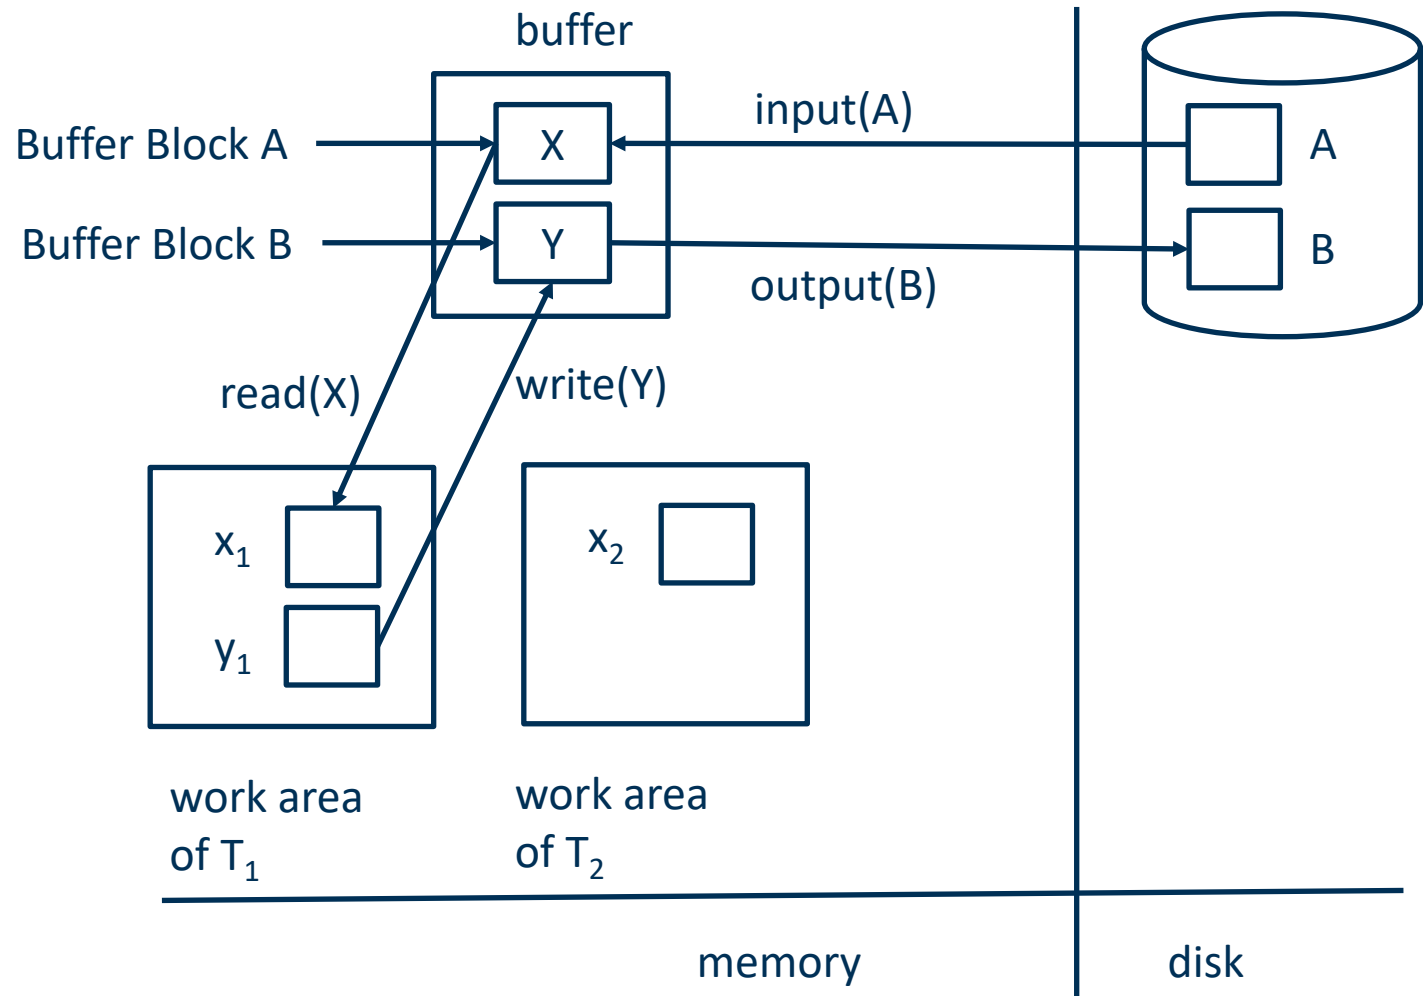 buffer
Buffer Block A
X
input(A)
A
Buffer Block B
Y
output(B)
B
read(X)
write(Y)
x₁
x₂
y₁
work area
of T₁
work area
of T₂
memory
disk